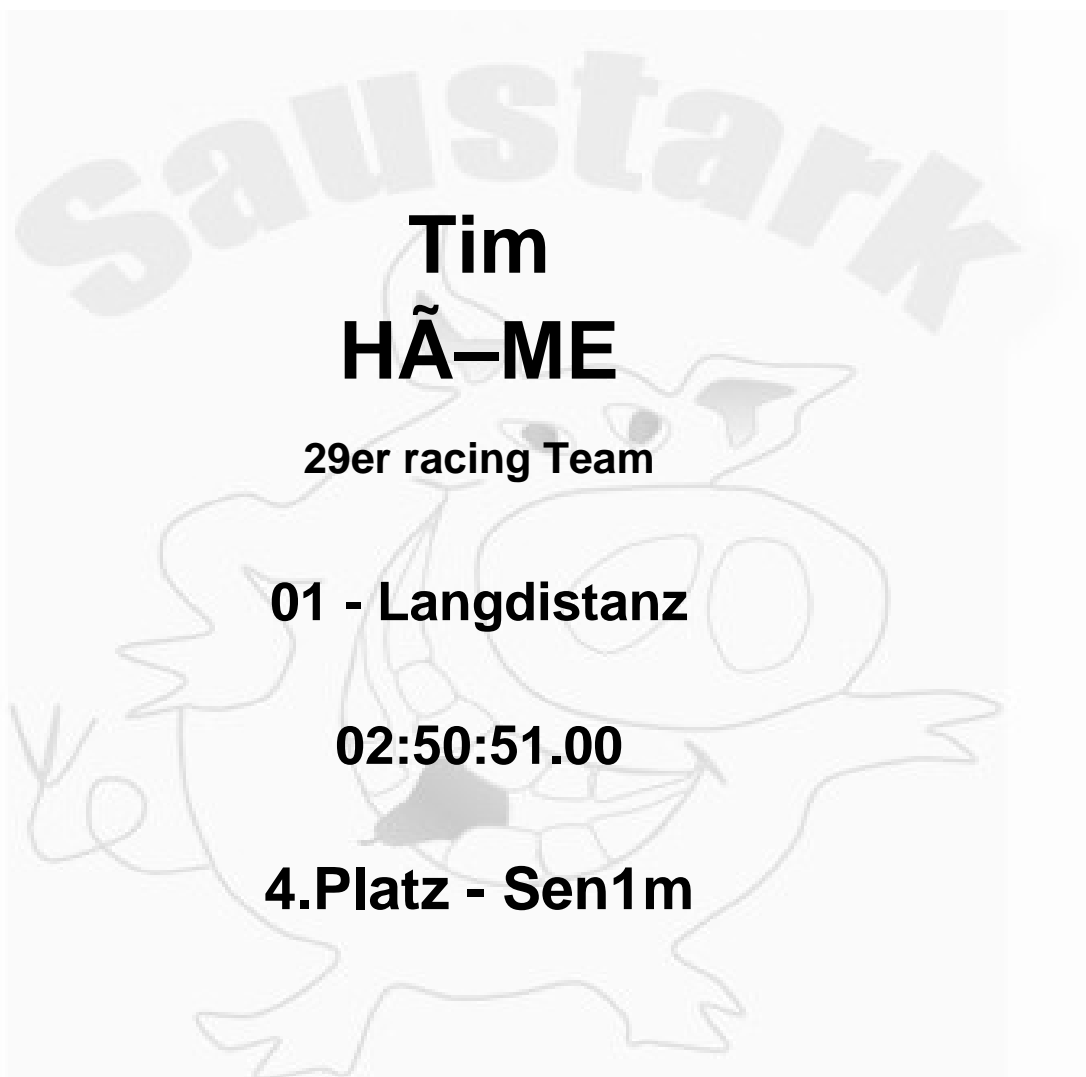 Saustark
Tim
HÃ–ME
29er racing Team
01 - Langdistanz
02:50:51.00
4.Platz - Sen1m